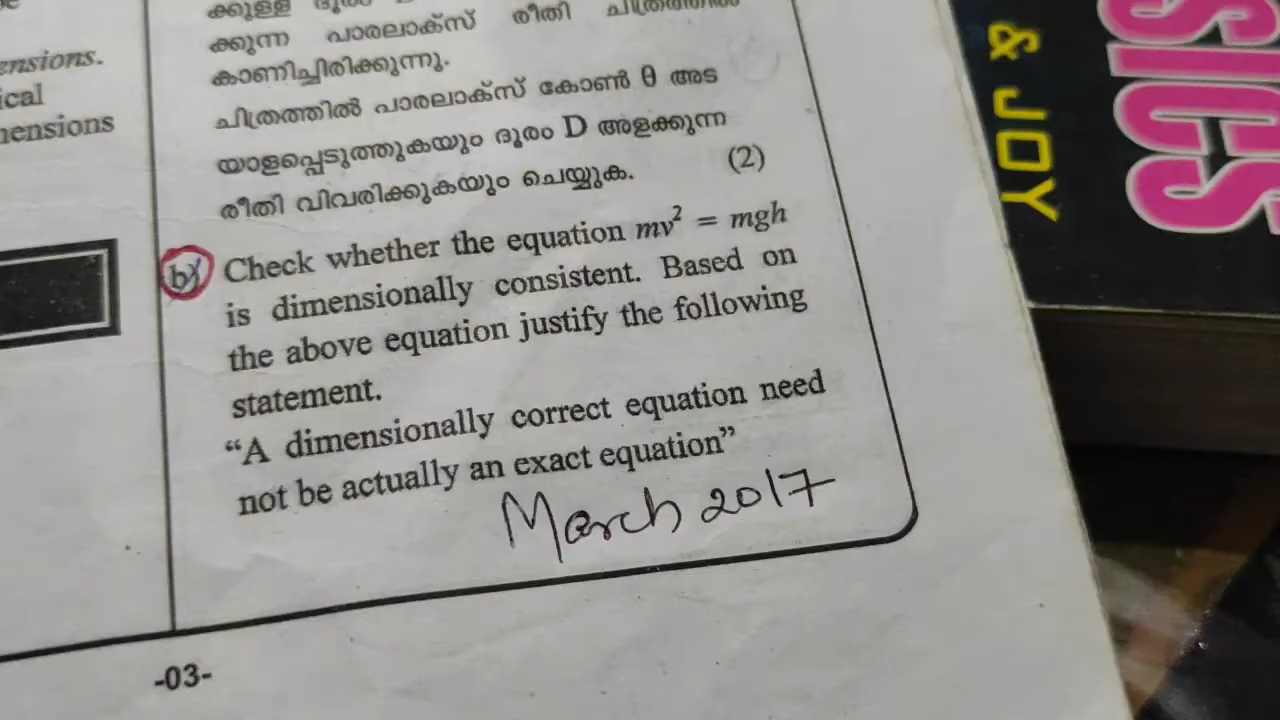 ensions.
ical
nensions
ക്കുള്ള ദൂരം
ക്കുന്ന പാരലാക്സ് രീതി ചിത്രത്തിൽ
കാണിച്ചിരിക്കുന്നു.
ചിത്രത്തിൽ പാരലാക്സ് കോൺ θ അട
യാളപ്പെടുത്തുകയും ദൂരം D അളക്കുന്ന
രീതി വിവരിക്കുകയും ചെയ്യുക. (2)
b) Check whether the equation mv² = mgh
is dimensionally consistent. Based on
the above equation justify the following
statement.
“A dimensionally correct equation need
not be actually an exact equation”
March 2017
-03-
SICS
& JOY